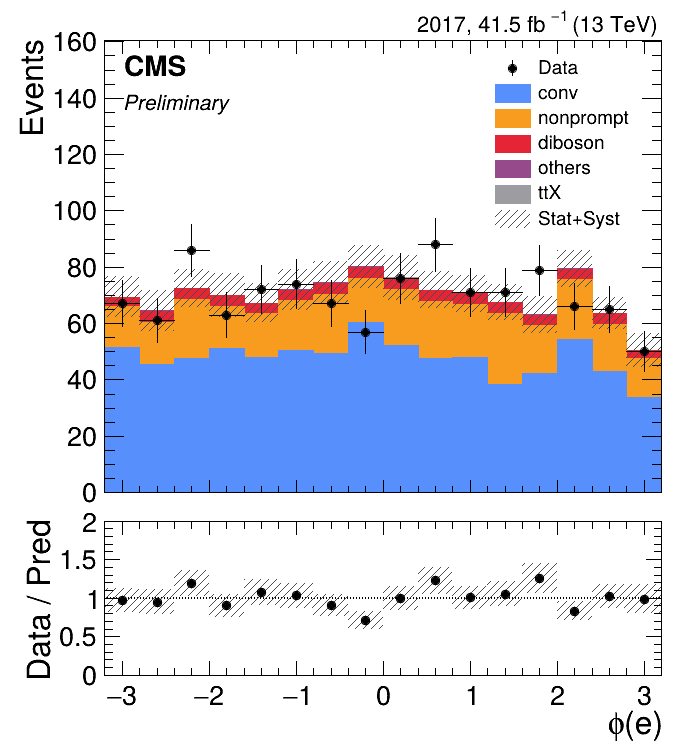 2017, 41.5 fb⁻¹ (13 TeV)
Events
160
140
120
100
80
60
40
20
0
CMS
Preliminary
Data
conv
nonprompt
diboson
others
ttX
Stat+Syst
Data / Pred
2
1.5
1
0.5
0
−3
−2
−1
0
1
2
3
ϕ(e)